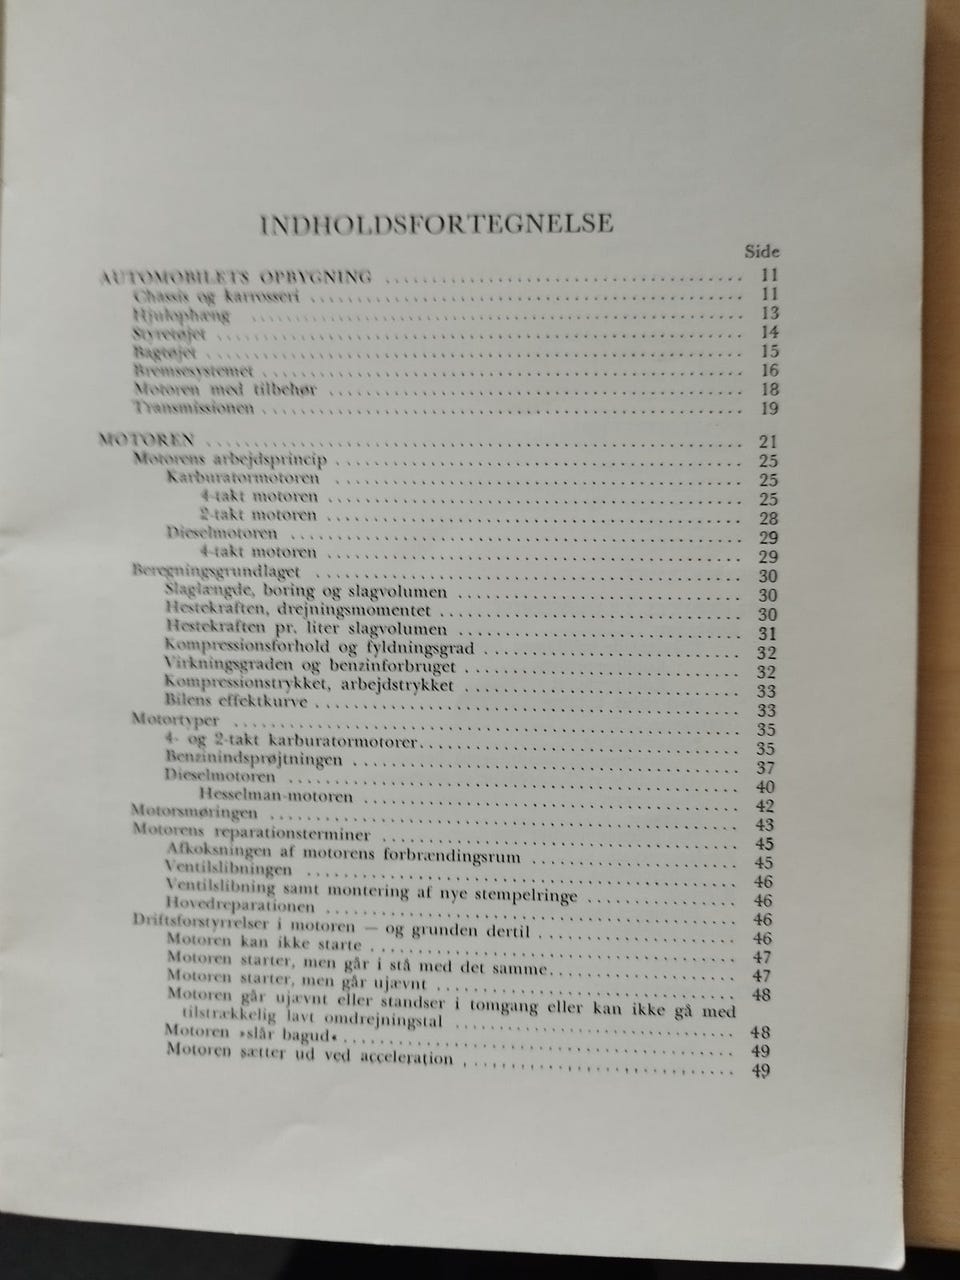 INDHOLDSFORTEGNELSE
Side
AUTOMOBILETS OPBYGNING ........................................ 11
Chassis og karrosseri ........................................ 11
Hjulophæng ........................................ 13
Styretøjet ........................................ 14
Bagtøjet ........................................ 15
Bremsesystemet ........................................ 16
Motoren med tilbehør ........................................ 18
Transmissionen ........................................ 19
MOTOREN ........................................ 21
Motorens arbejdsprincip ........................................ 25
Karburatormotoren ........................................ 25
4-takt motoren ........................................ 25
2-takt motoren ........................................ 28
Dieselmotoren ........................................ 29
4-takt motoren ........................................ 29
Beregningsgrundlaget ........................................ 30
Slaglængde, boring og slagvolumen ........................................ 30
Hestekraften, drejningsmomentet ........................................ 30
Hestekraften pr. liter slagvolumen ........................................ 31
Kompressionsforhold og fyldningsgrad ........................................ 32
Virkningsgraden og benzinforbruget ........................................ 32
Kompressionstrykket, arbejdstrykket ........................................ 33
Bilens effektkurve ........................................ 33
Motortyper ........................................ 35
4- og 2-takt karburatormotorer ........................................ 35
Benzinindsprøjtningen ........................................ 37
Dieselmotoren ........................................ 40
Hesselman-motoren ........................................ 42
Motorsmøringen ........................................ 43
Motorens reparationsterminer ........................................ 45
Afkoksningen af motorens forbrændingsrum ........................................ 45
Ventilslibningen ........................................ 46
Ventilslibning samt montering af nye stempelringe ........................................ 46
Hovedreparationen ........................................ 46
Driftsforstyrrelser i motoren — og grunden dertil ........................................ 46
Motoren kan ikke starte ........................................ 47
Motoren starter, men går i stå med det samme ........................................ 47
Motoren starter, men går ujævnt ........................................ 48
Motoren går ujævnt eller standser i tomgang eller kan ikke gå med
tilstrækkelig lavt omdrejningstal ........................................ 48
Motoren »slår bagud« ........................................ 49
Motoren sætter ud ved acceleration ........................................ 49